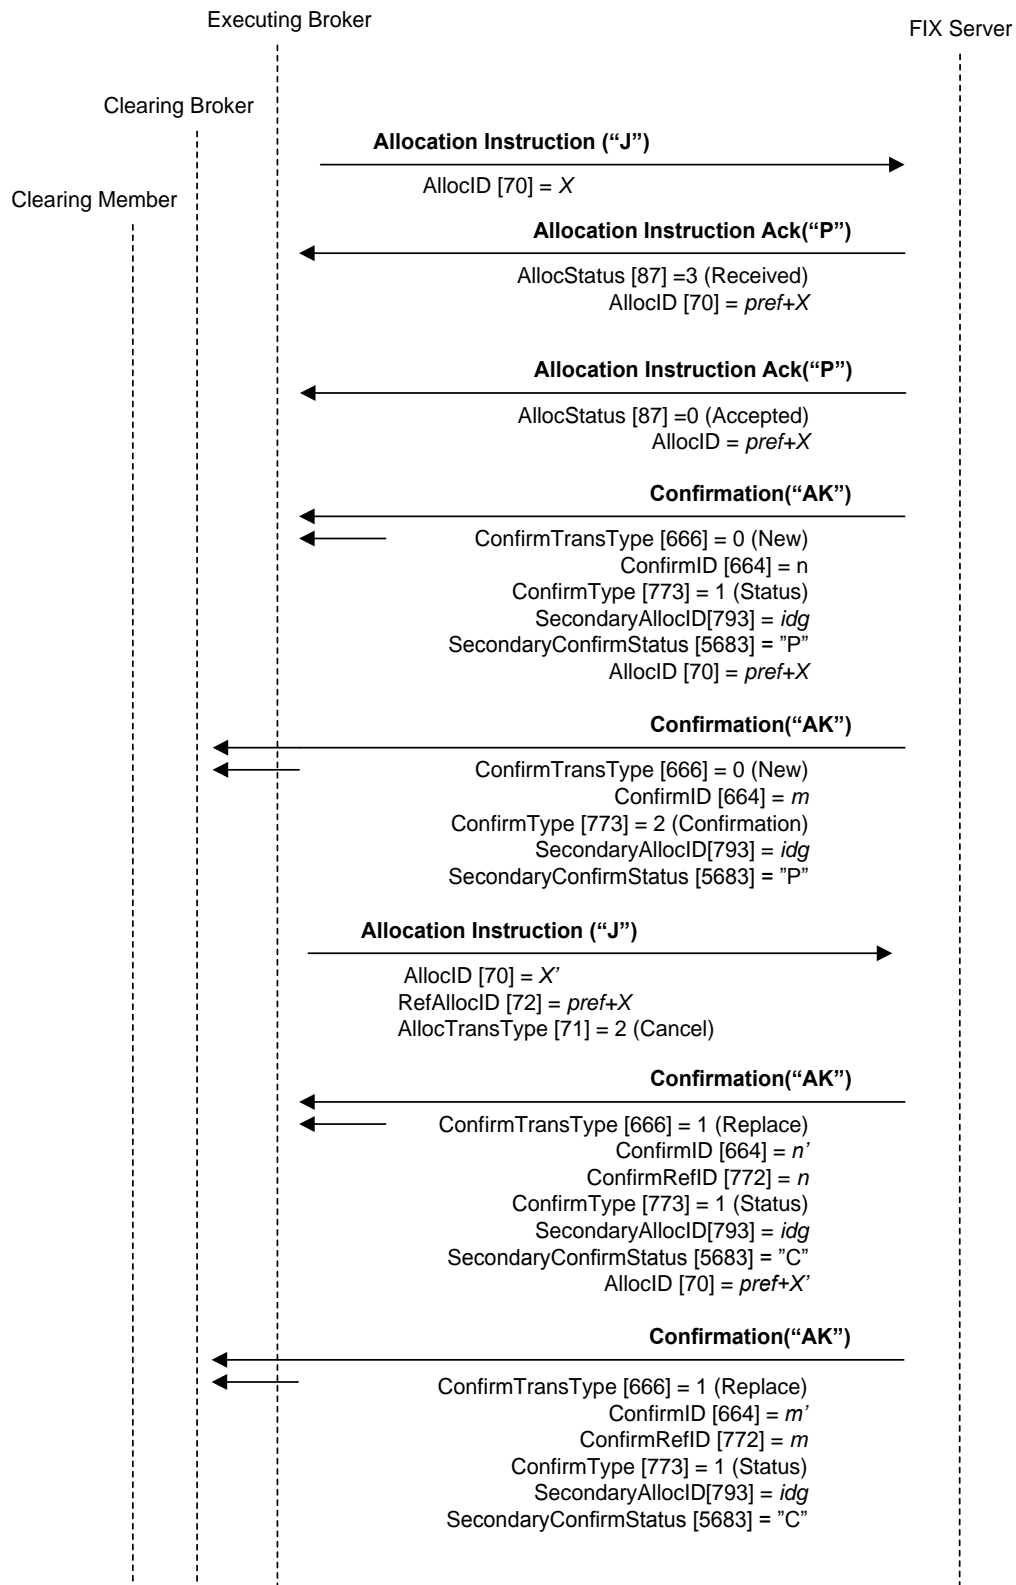 Executing Broker
FIX Server
Clearing Broker
Allocation Instruction (“J”)
AllocID [70] = X
Clearing Member
Allocation Instruction Ack(“P”)
AllocStatus [87] =3 (Received)
AllocID [70] = pref+X
Allocation Instruction Ack(“P”)
AllocStatus [87] =0 (Accepted)
AllocID = pref+X
Confirmation(“AK”)
ConfirmTransType [666] = 0 (New)
ConfirmID [664] = n
ConfirmType [773] = 1 (Status)
SecondaryAllocID[793] = idg
SecondaryConfirmStatus [5683] = ”P”
AllocID [70] = pref+X
Confirmation(“AK”)
ConfirmTransType [666] = 0 (New)
ConfirmID [664] = m
ConfirmType [773] = 2 (Confirmation)
SecondaryAllocID[793] = idg
SecondaryConfirmStatus [5683] = ”P”
Allocation Instruction (“J”)
AllocID [70] = X’
RefAllocID [72] = pref+X
AllocTransType [71] = 2 (Cancel)
Confirmation(“AK”)
ConfirmTransType [666] = 1 (Replace)
ConfirmID [664] = n’
ConfirmRefID [772] = n
ConfirmType [773] = 1 (Status)
SecondaryAllocID[793] = idg
SecondaryConfirmStatus [5683] = ”C”
AllocID [70] = pref+X’
Confirmation(“AK”)
ConfirmTransType [666] = 1 (Replace)
ConfirmID [664] = m’
ConfirmRefID [772] = m
ConfirmType [773] = 1 (Status)
SecondaryAllocID[793] = idg
SecondaryConfirmStatus [5683] = ”C”